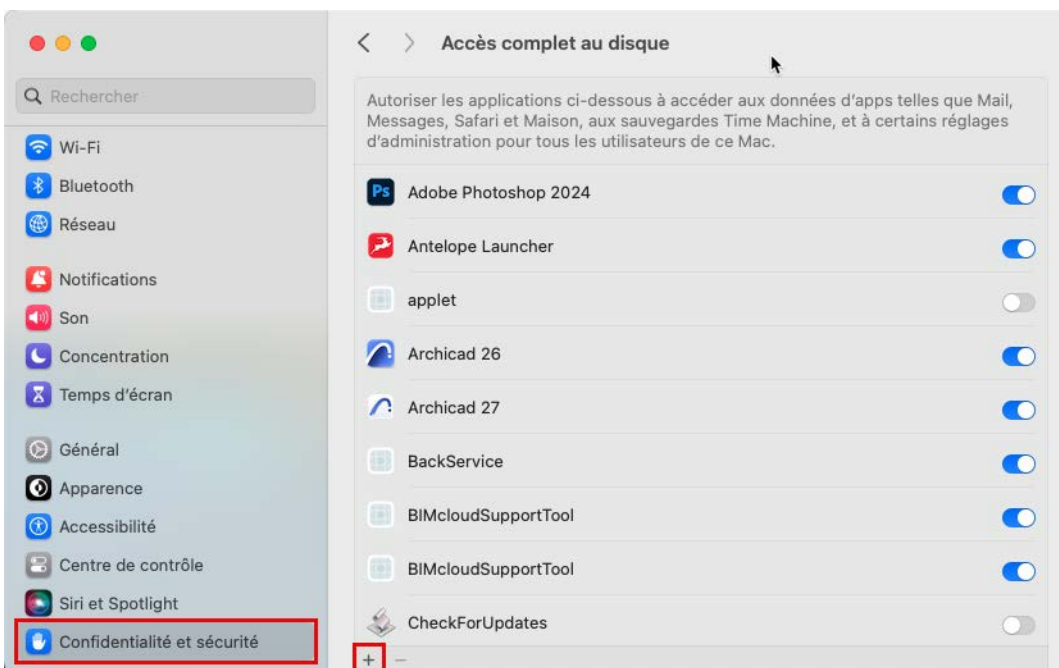 Accès complet au disque
Rechercher
Wi-Fi
Bluetooth
Réseau
Notifications
Son
Concentration
Temps d'écran
Général
Apparence
Accessibilité
Centre de contrôle
Siri et Spotlight
Confidentialité et sécurité
Autoriser les applications ci-dessous à accéder aux données d'apps telles que Mail,
Messages, Safari et Maison, aux sauvegardes Time Machine, et à certains réglages
d'administration pour tous les utilisateurs de ce Mac.
Ps
Adobe Photoshop 2024
Antelope Launcher
applet
Archicad 26
Archicad 27
BackService
BIMcloudSupportTool
BIMcloudSupportTool
CheckForUpdates
+ −